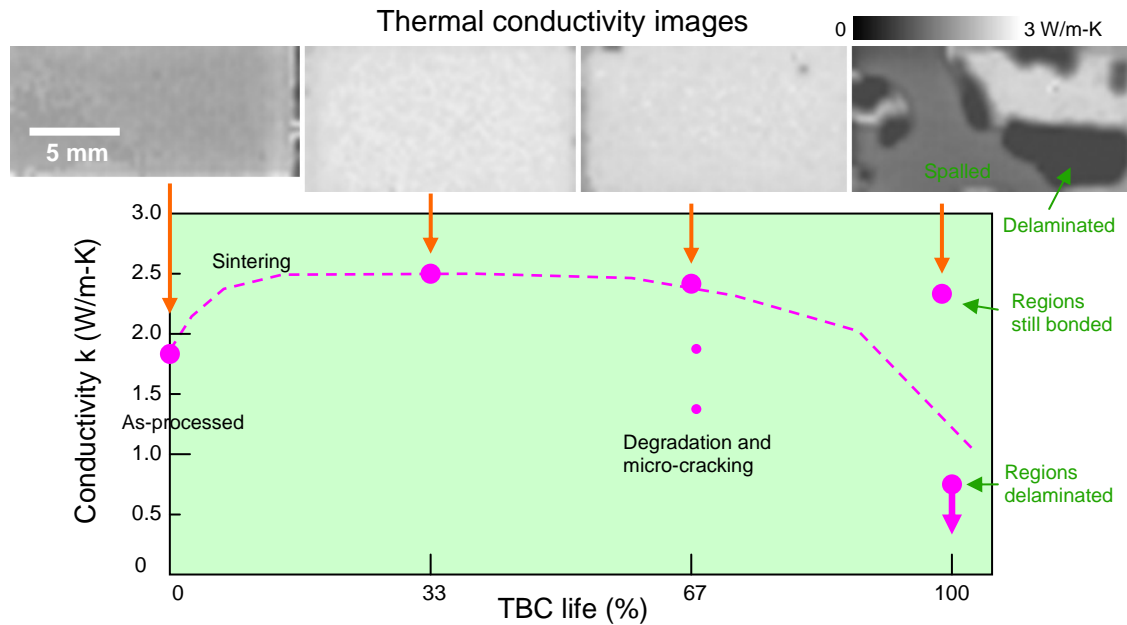 Thermal conductivity images
0
3 W/m-K
5 mm
Spalled
Delaminated
3.0
Sintering
2.5
Regions
still bonded
2.0
1.5
As-processed
Degradation and
micro-cracking
1.0
Regions
delaminated
0.5
0
Conductivity k (W/m-K)
0
33
67
100
TBC life (%)